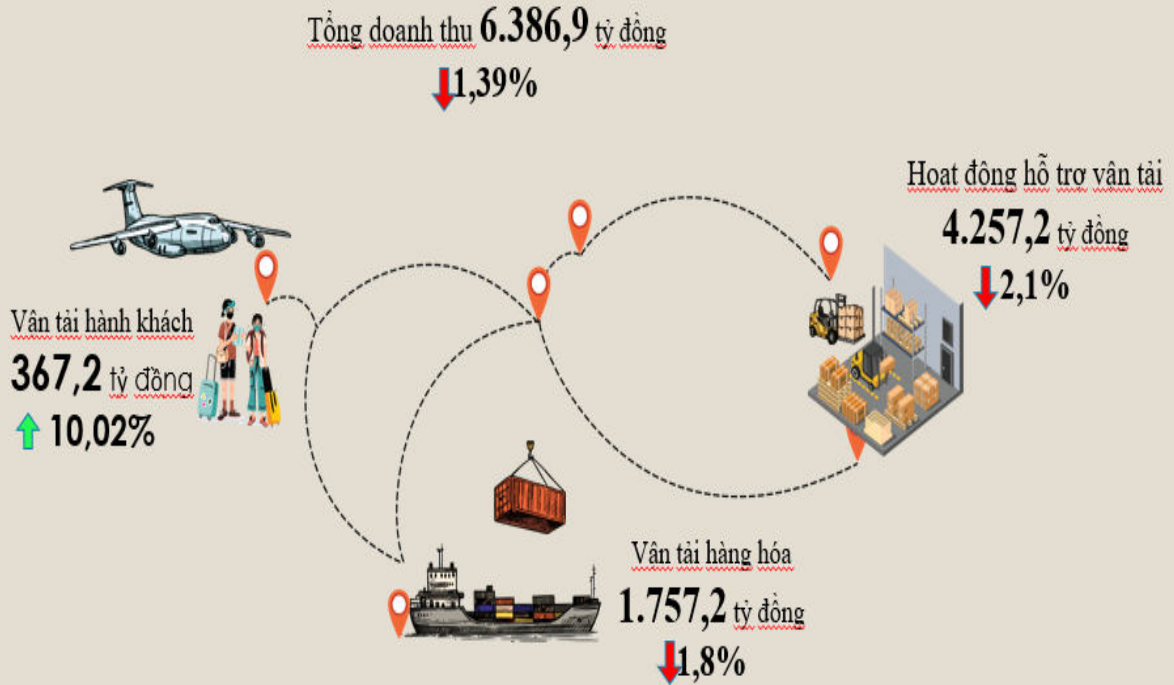 Tổng doanh thu 6.386,9 tỷ đồng
1,39%
Hoạt động hỗ trợ vận tải
4.257,2 tỷ đồng
2,1%
Vận tải hành khách
367,2 tỷ đồng
10,02%
Vận tải hàng hóa
1.757,2 tỷ đồng
1,8%